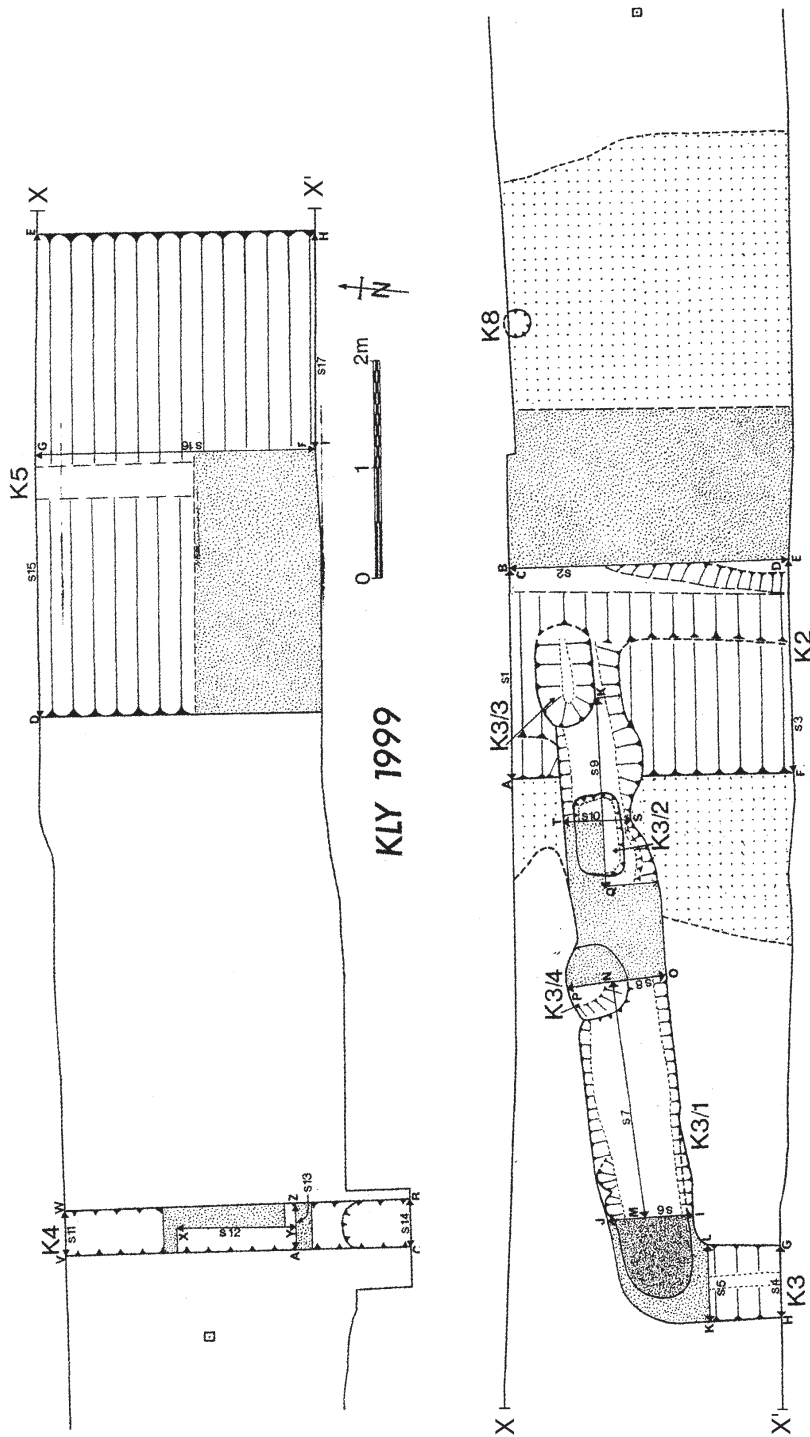 K4
V
S11
W
X
S12
A
Y
Z
S13
S14
C
R
K5
D
S15
G
E
X
S16
F
I
H
X'
S17
N
0 1 2m
KLY 1999
X
K8
A
S1
B
C
S2
K3/3
K
S9
T
S10
S
K3/2
Q
K3/4
P
N
S8
O
S7
K3/1
J
M
S6
I
L
K
S5
S4
G
H
K3
X'
F
S3
K2
D
E